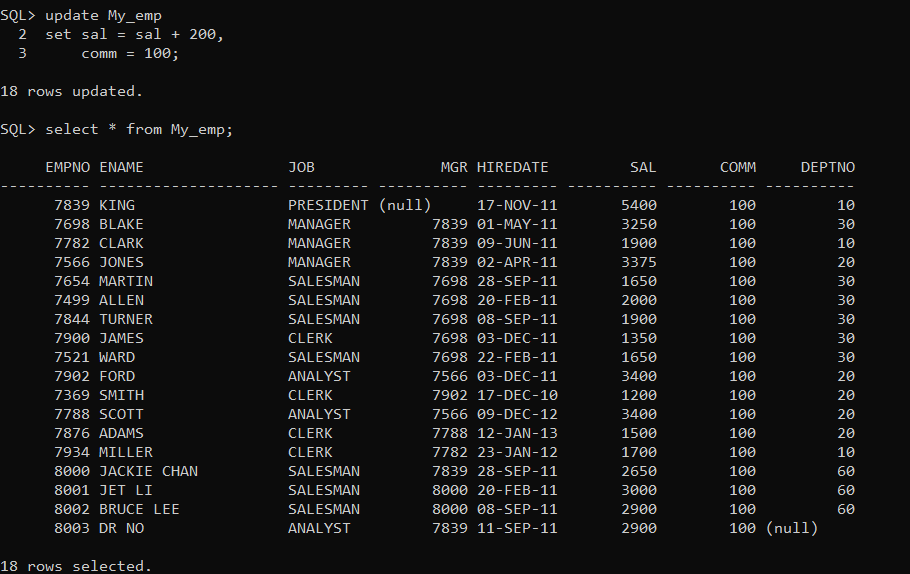 SQL> update My_emp
  2  set sal = sal + 200,
  3      comm = 100;

18 rows updated.

SQL> select * from My_emp;

     EMPNO ENAME                JOB              MGR HIREDATE         SAL       COMM     DEPTNO
---------- -------------------- --------- ---------- --------- ---------- ---------- ----------
      7839 KING                 PRESIDENT (null)     17-NOV-11       5400        100         10
      7698 BLAKE                MANAGER         7839 01-MAY-11       3250        100         30
      7782 CLARK                MANAGER         7839 09-JUN-11       1900        100         10
      7566 JONES                MANAGER         7839 02-APR-11       3375        100         20
      7654 MARTIN               SALESMAN        7698 28-SEP-11       1650        100         30
      7499 ALLEN                SALESMAN        7698 20-FEB-11       2000        100         30
      7844 TURNER               SALESMAN        7698 08-SEP-11       1900        100         30
      7900 JAMES                CLERK           7698 03-DEC-11       1350        100         30
      7521 WARD                 SALESMAN        7698 22-FEB-11       1650        100         30
      7902 FORD                 ANALYST         7566 03-DEC-11       3400        100         20
      7369 SMITH                CLERK           7902 17-DEC-10       1200        100         20
      7788 SCOTT                ANALYST         7566 09-DEC-12       3400        100         20
      7876 ADAMS                CLERK           7788 12-JAN-13       1500        100         20
      7934 MILLER               CLERK           7782 23-JAN-12       1700        100         10
      8000 JACKIE CHAN          SALESMAN        7839 28-SEP-11       2650        100         60
      8001 JET LI               SALESMAN        8000 20-FEB-11       3000        100         60
      8002 BRUCE LEE            SALESMAN        8000 08-SEP-11       2900        100         60
      8003 DR NO                ANALYST         7839 11-SEP-11       2900        100 (null)

18 rows selected.